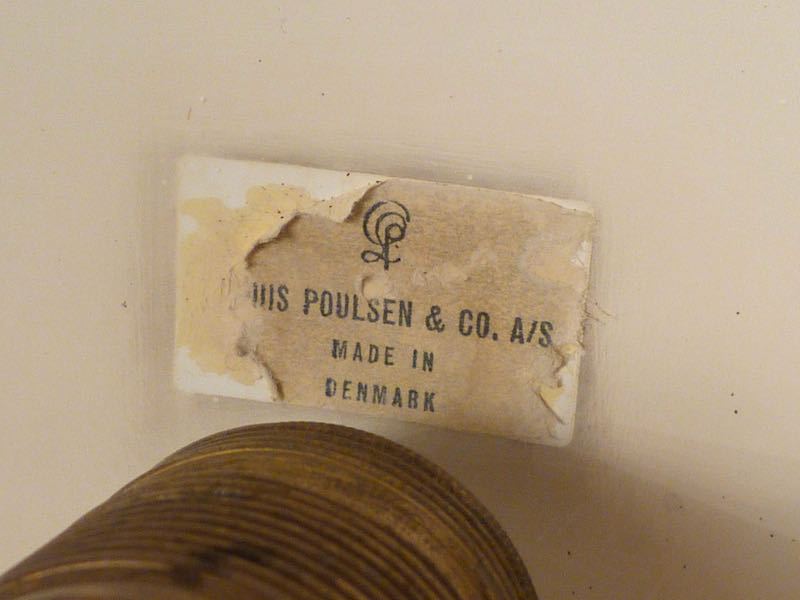 UIS POULSEN & CO. A/S
MADE IN
DENMARK